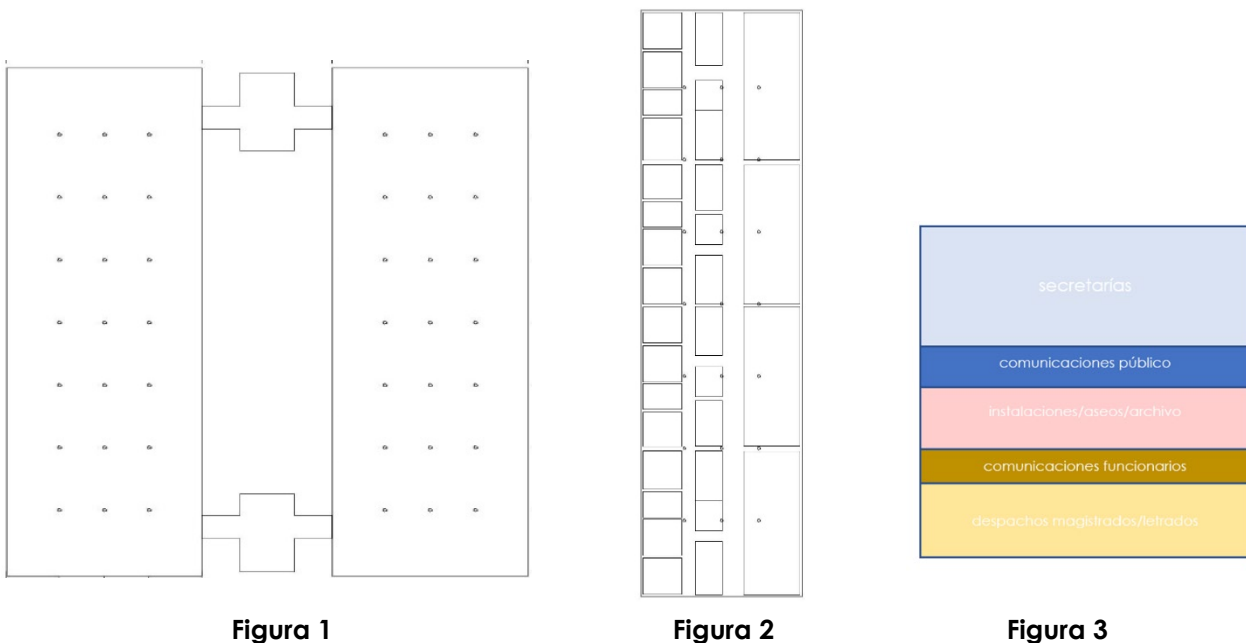 secretarías
comunicaciones público
instalaciones/aseos/archivo
comunicaciones funcionarios
despachos magistrados/letrados
Figura 1
Figura 2
Figura 3